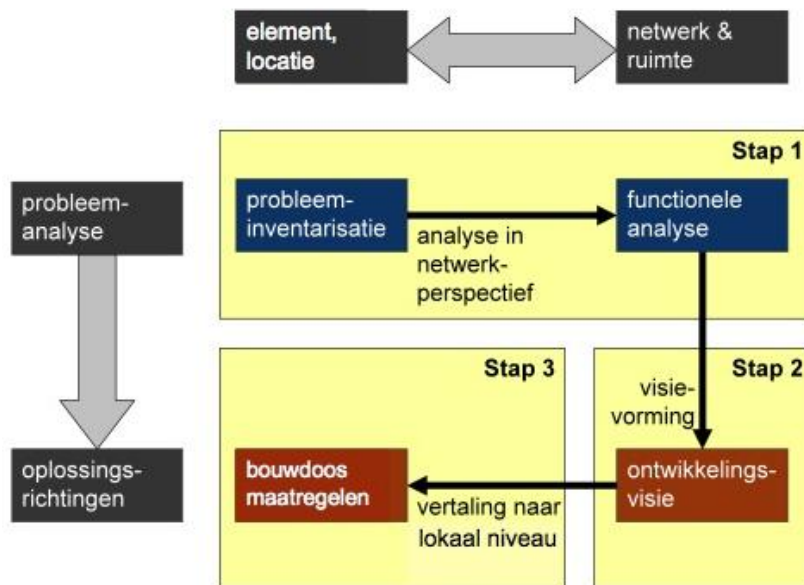 element,
locatie
netwerk &
ruimte
Stap 1
probleem-
analyse
probleem-
inventarisatie
analyse in
netwerk-
perspectief
functionele
analyse
Stap 3
Stap 2
visie-
vorming
oplossings-
richtingen
bouwdoos
maatregelen
vertaling naar
lokaal niveau
ontwikkelings-
visie